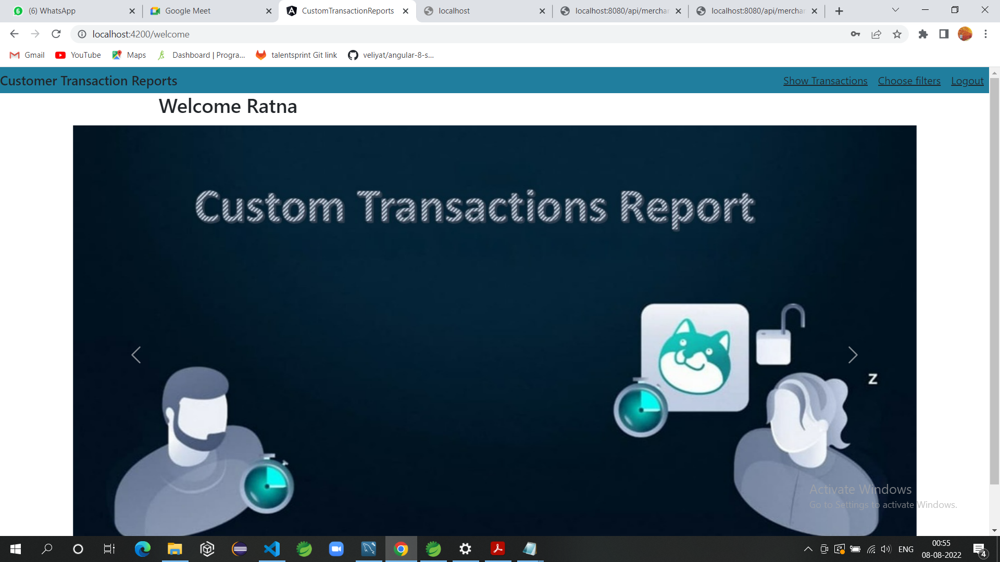 (6) WhatsApp
Google Meet
CustomTransactionReports
localhost
localhost:8080/api/merchar
localhost:8080/api/merchar
localhost:4200/welcome
Gmail
YouTube
Maps
Dashboard | Progra...
talentsprint Git link
veliyat/angular-8-s...
Customer Transaction Reports
Show Transactions
Choose filters
Logout
Welcome Ratna
Custom Transactions Report
Z
Activate Windows
Go to Settings to activate Windows.
ENG
00:55
08-08-2022
4